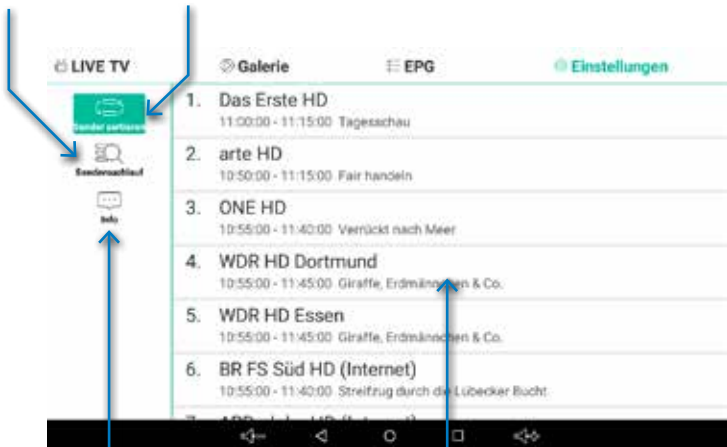 LIVE TV
Galerie
EPG
Einstellungen
Sender sortieren
Sendersuchlauf
Info
1. Das Erste HD
11:00:00 - 11:15:00 Tagesschau
2. arte HD
10:50:00 - 11:15:00 Fair handeln
3. ONE HD
10:55:00 - 11:40:00 Verrückt nach Meer
4. WDR HD Dortmund
10:55:00 - 11:45:00 Giraffe, Erdmännchen & Co.
5. WDR HD Essen
10:55:00 - 11:45:00 Giraffe, Erdmännchen & Co.
6. BR FS Süd HD (Internet)
10:55:00 - 11:40:00 Streifzug durch die Lübecker Bucht